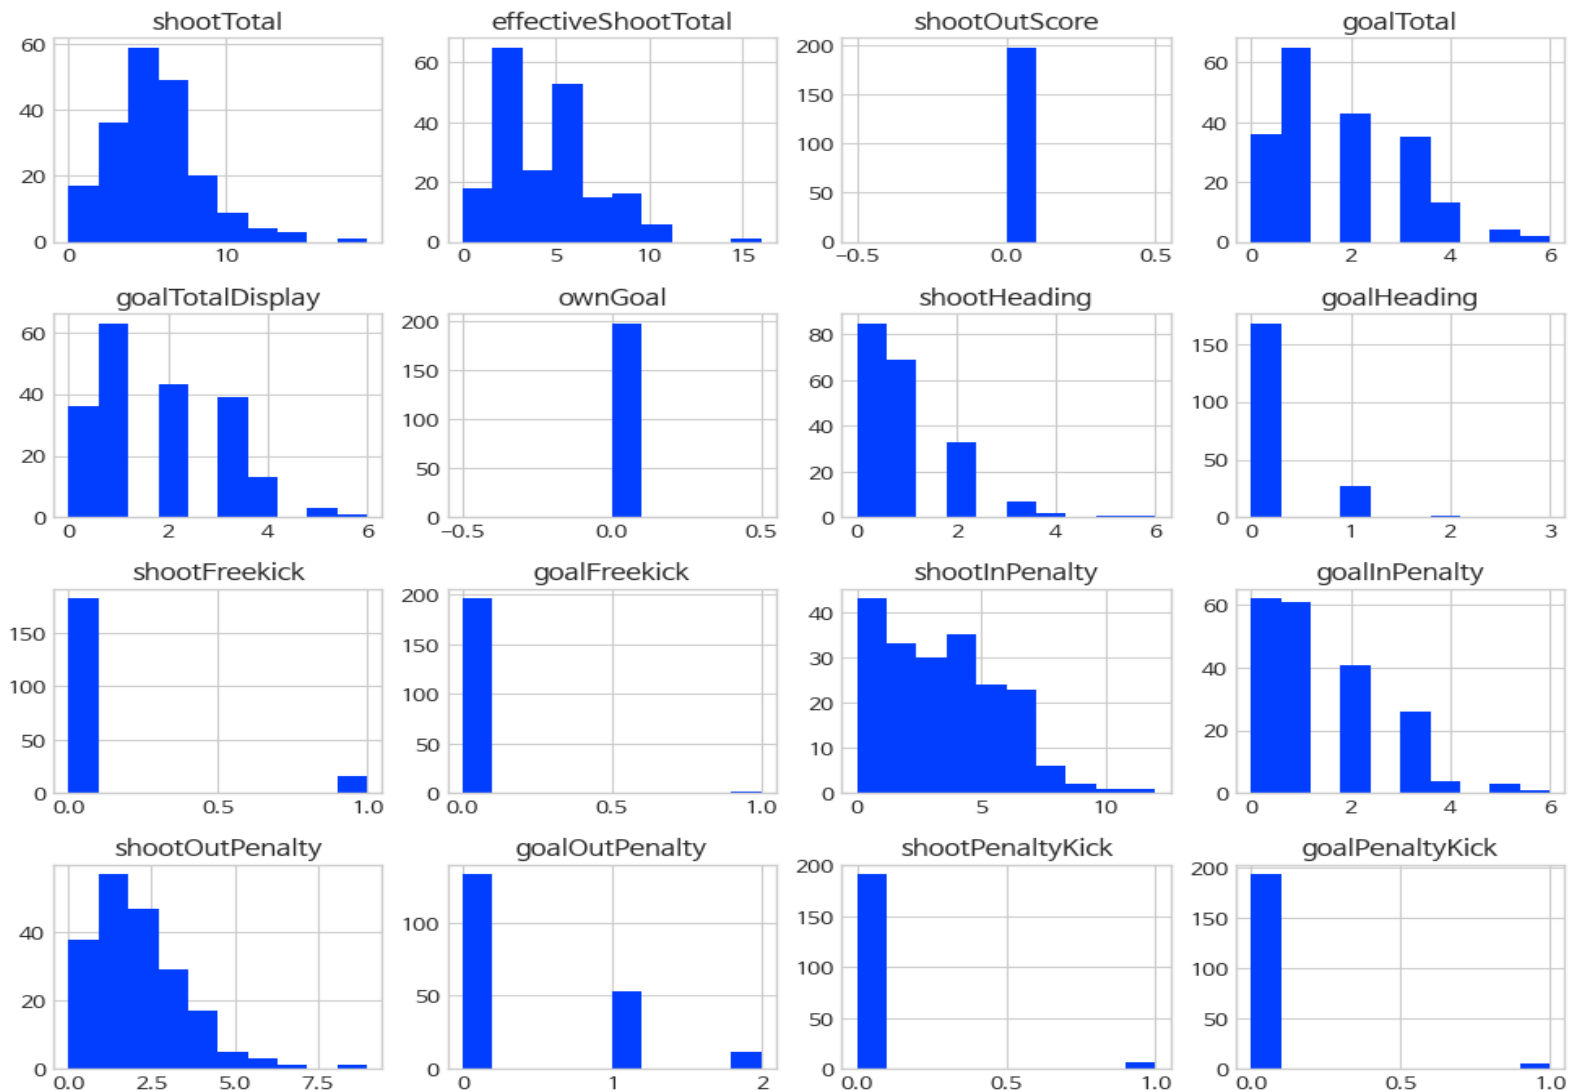 shootTotal effectiveShootTotal shootOutScore goalTotal
60 40 20 0 0 10
60 40 20 0 0 5 10 15
200 150 100 50 0 −0.5 0.0 0.5
60 40 20 0 0 2 4 6
goalTotalDisplay ownGoal shootHeading goalHeading
60 40 20 0 0 2 4 6
200 150 100 50 0 −0.5 0.0 0.5
80 60 40 20 0 0 2 4 6
150 100 50 0 0 1 2 3
shootFreekick goalFreekick shootInPenalty goalInPenalty
150 100 50 0 0.0 0.5 1.0
200 150 100 50 0 0.0 0.5 1.0
40 30 20 10 0 0 5 10
60 40 20 0 0 2 4 6
shootOutPenalty goalOutPenalty shootPenaltyKick goalPenaltyKick
40 20 0 0.0 2.5 5.0 7.5
100 50 0 0 1 2
200 150 100 50 0 0.0 0.5 1.0
200 150 100 50 0 0.0 0.5 1.0